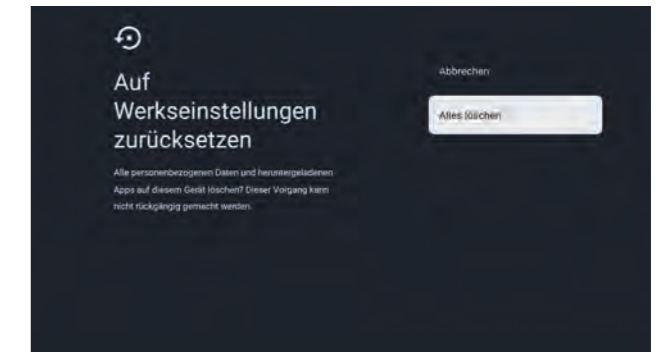 Auf
Werkseinstellungen
zurücksetzen
Alle personenbezogenen Daten und heruntergeladenen
Apps auf diesem Gerät löschen? Dieser Vorgang kann
nicht rückgängig gemacht werden.
Abbrechen
Alles löschen